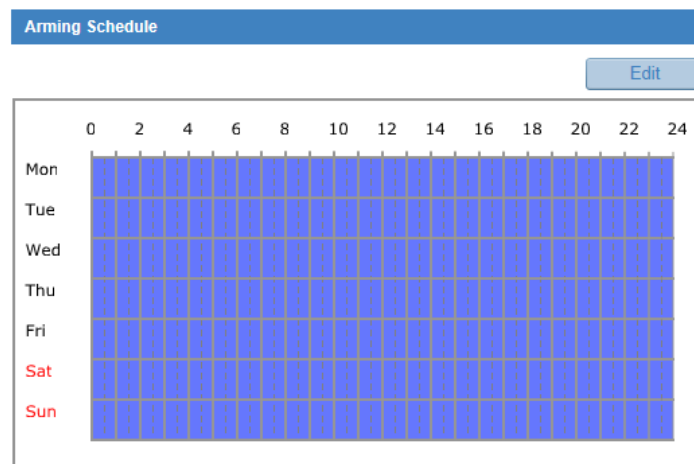 Arming Schedule
Edit
0 2 4 6 8 10 12 14 16 18 20 22 24
Mon
Tue
Wed
Thu
Fri
Sat
Sun